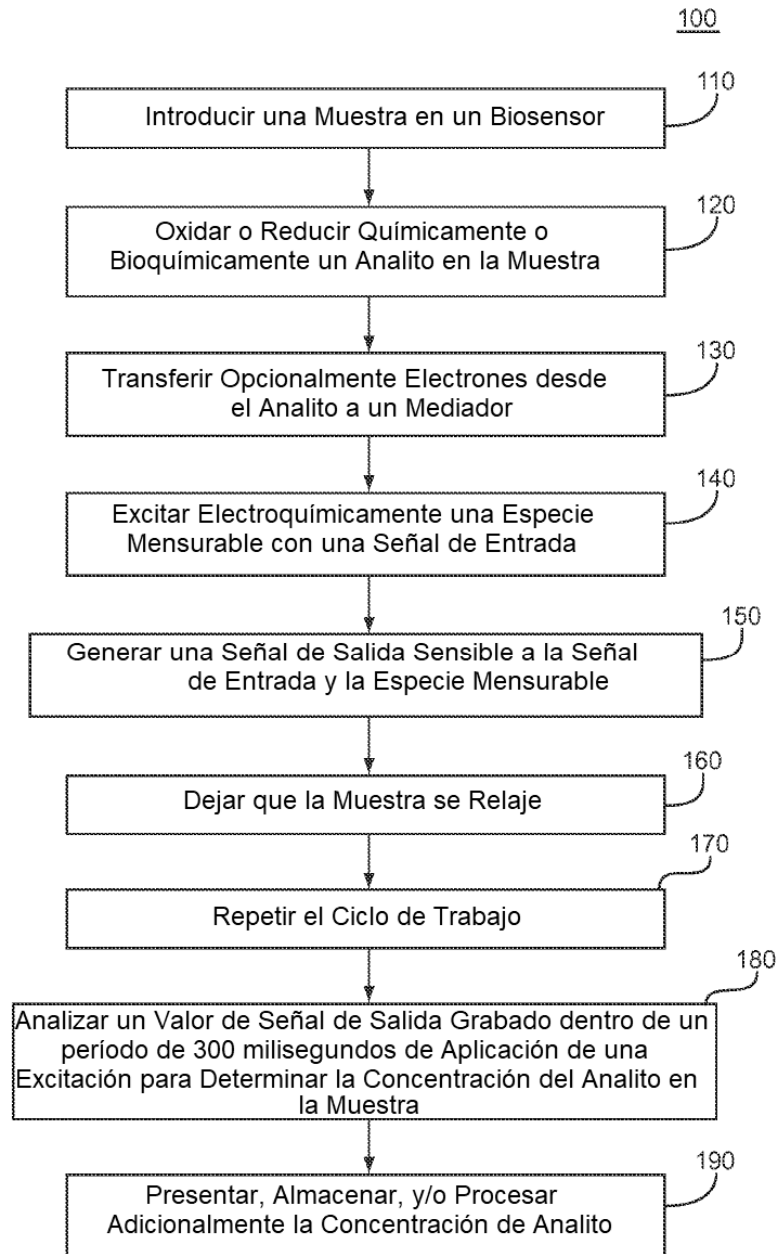 100
110
Introducir una Muestra en un Biosensor
120
Oxidar o Reducir Químicamente o
Bioquímicamente un Analito en la Muestra
130
Transferir Opcionalmente Electrones desde
el Analito a un Mediador
140
Excitar Electroquímicamente una Especie
Mensurable con una Señal de Entrada
150
Generar una Señal de Salida Sensible a la Señal
de Entrada y la Especie Mensurable
160
Dejar que la Muestra se Relaje
170
Repetir el Ciclo de Trabajo
180
Analizar un Valor de Señal de Salida Grabado dentro de un
período de 300 milisegundos de Aplicación de una
Excitación para Determinar la Concentración del Analito en
la Muestra
190
Presentar, Almacenar, y/o Procesar
Adicionalmente la Concentración de Analito